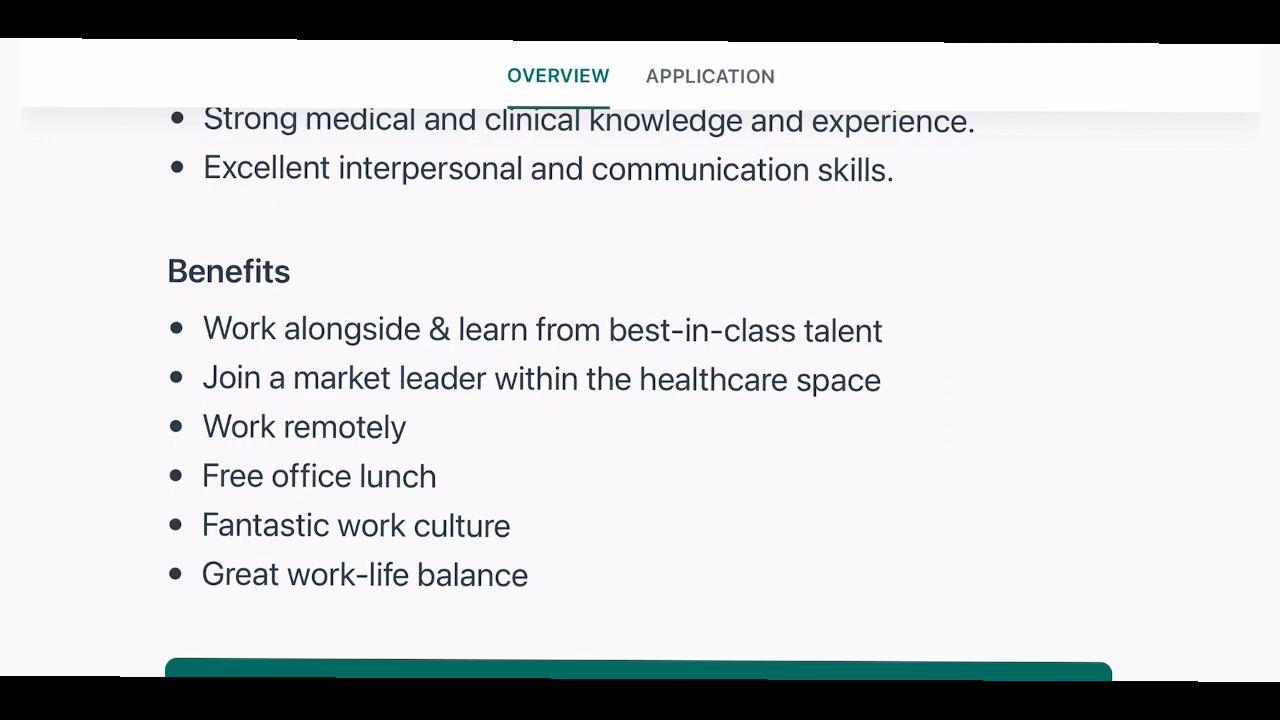 OVERVIEW APPLICATION
• Strong medical and clinical knowledge and experience.
• Excellent interpersonal and communication skills.
Benefits
• Work alongside & learn from best-in-class talent
• Join a market leader within the healthcare space
• Work remotely
• Free office lunch
• Fantastic work culture
• Great work-life balance